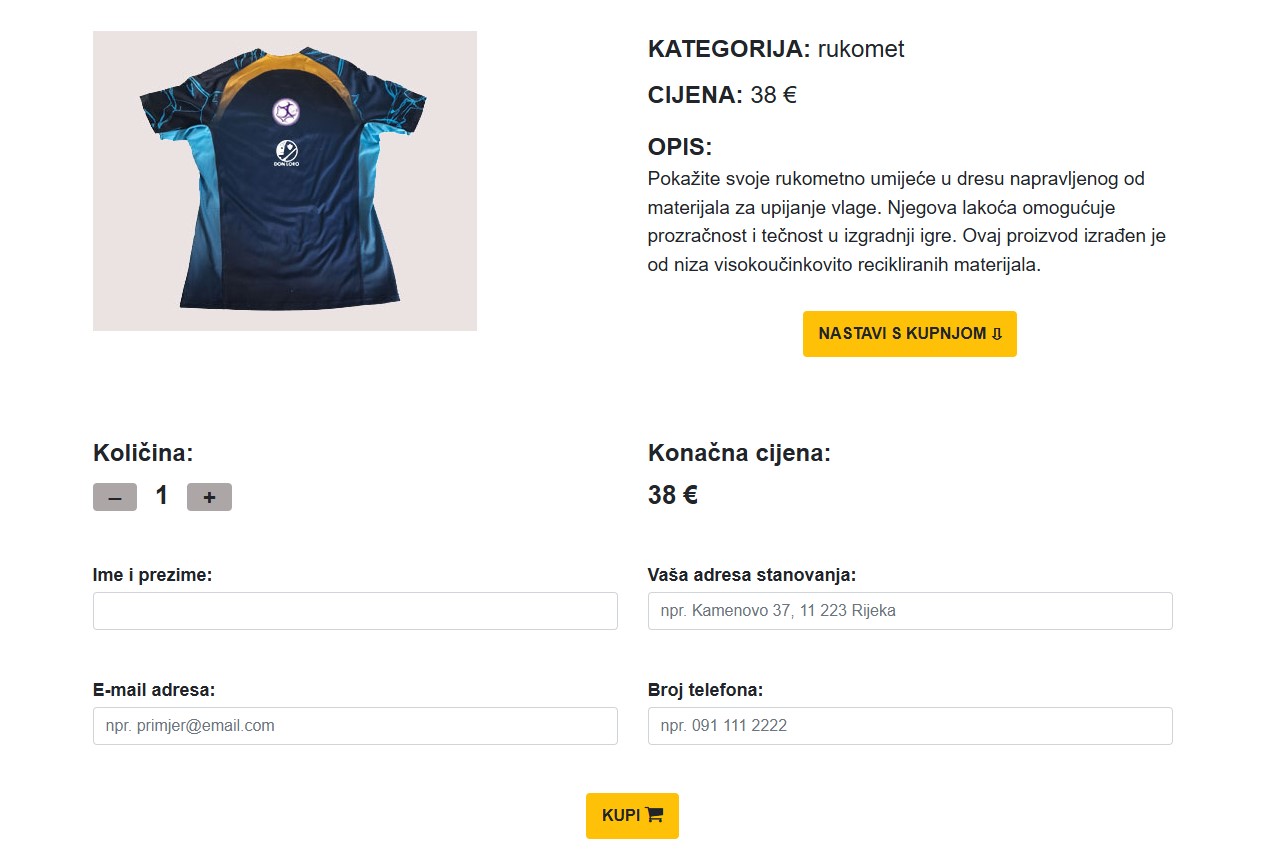 KATEGORIJA: rukomet
CIJENA: 38 €
OPIS:
Pokažite svoje rukometno umijeće u dresu napravljenog od
materijala za upijanje vlage. Njegova lakoća omogućuje
prozračnost i tečnost u izgradnji igre. Ovaj proizvod izrađen je
od niza visokoučinkovito recikliranih materijala.
NASTAVI S KUPNJOM ⇩
Količina:
– 1 +
Konačna cijena:
38 €
Ime i prezime:
Vaša adresa stanovanja:
npr. Kamenovo 37, 11 223 Rijeka
E-mail adresa:
npr. primjer@email.com
Broj telefona:
npr. 091 111 2222
KUPI